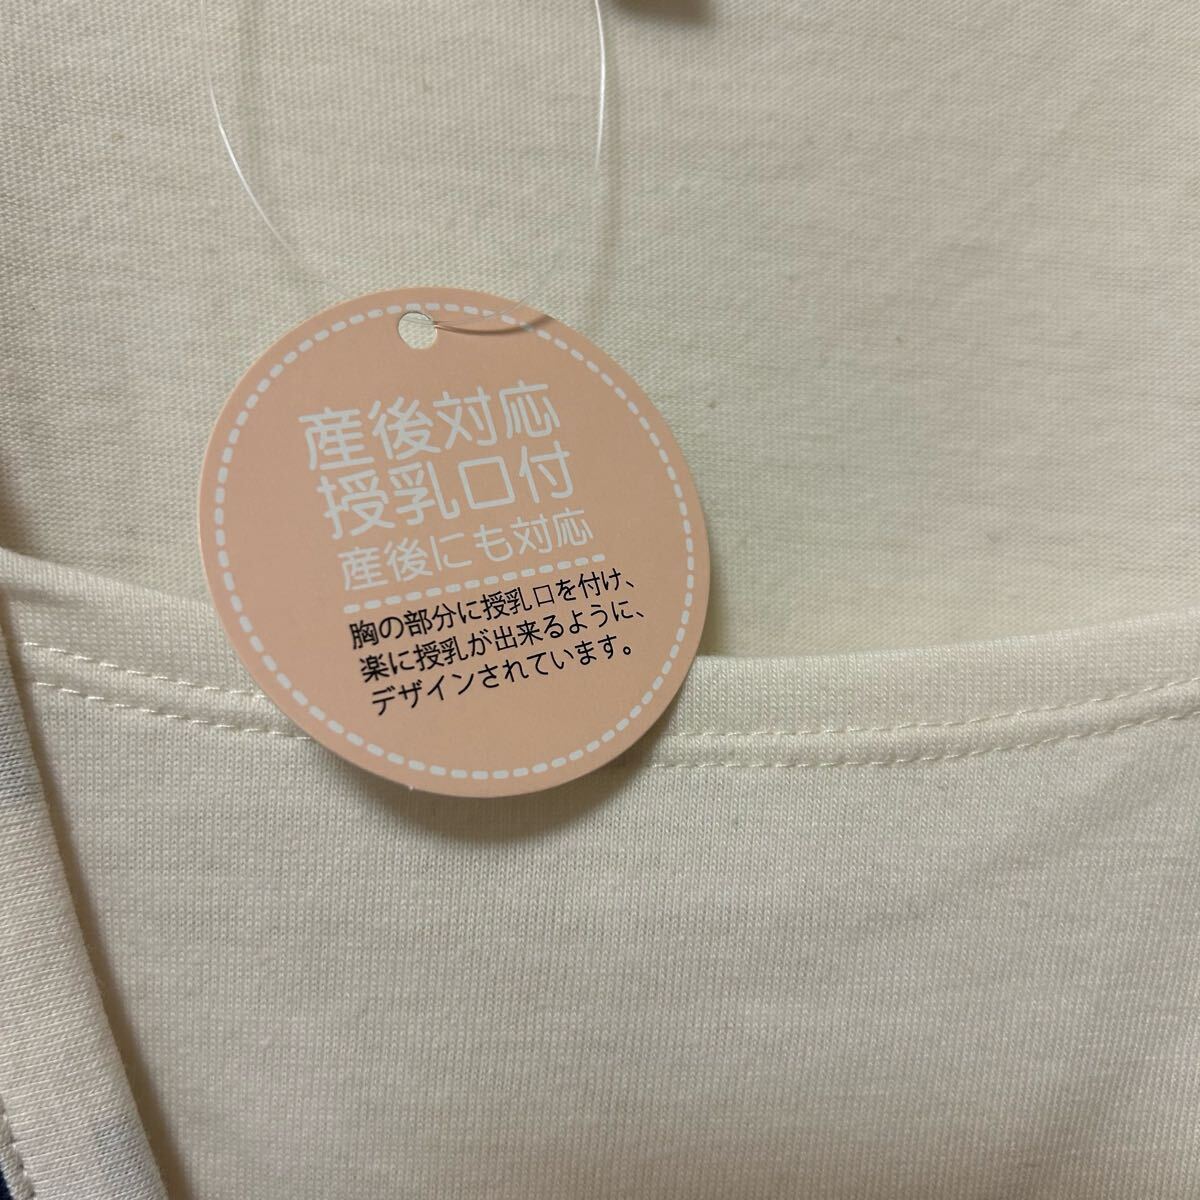 産後対応
授乳口付
産後にも対応
胸の部分に授乳口を付け、
楽に授乳が出来るように、
デザインされています。